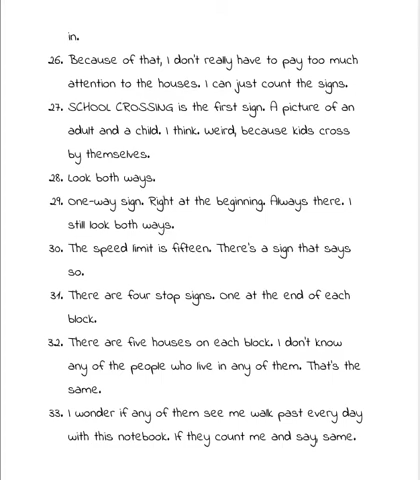 in.
26. Because of that, I don't really have to pay too much
attention to the houses. I can just count the signs.
27. SCHOOL CROSSING is the first sign. A picture of an
adult and a child. I think. Weird, because kids cross
by themselves.
28. Look both ways.
29. One-way sign. Right at the beginning. Always there. I
still look both ways.
30. The speed limit is fifteen. There's a sign that says
so.
31. There are four stop signs. One at the end of each
block.
32. There are five houses on each block. I don't know
any of the people who live in any of them. That's the
same.
33. I wonder if any of them see me walk past every day
with this notebook. If they count me and say, same.